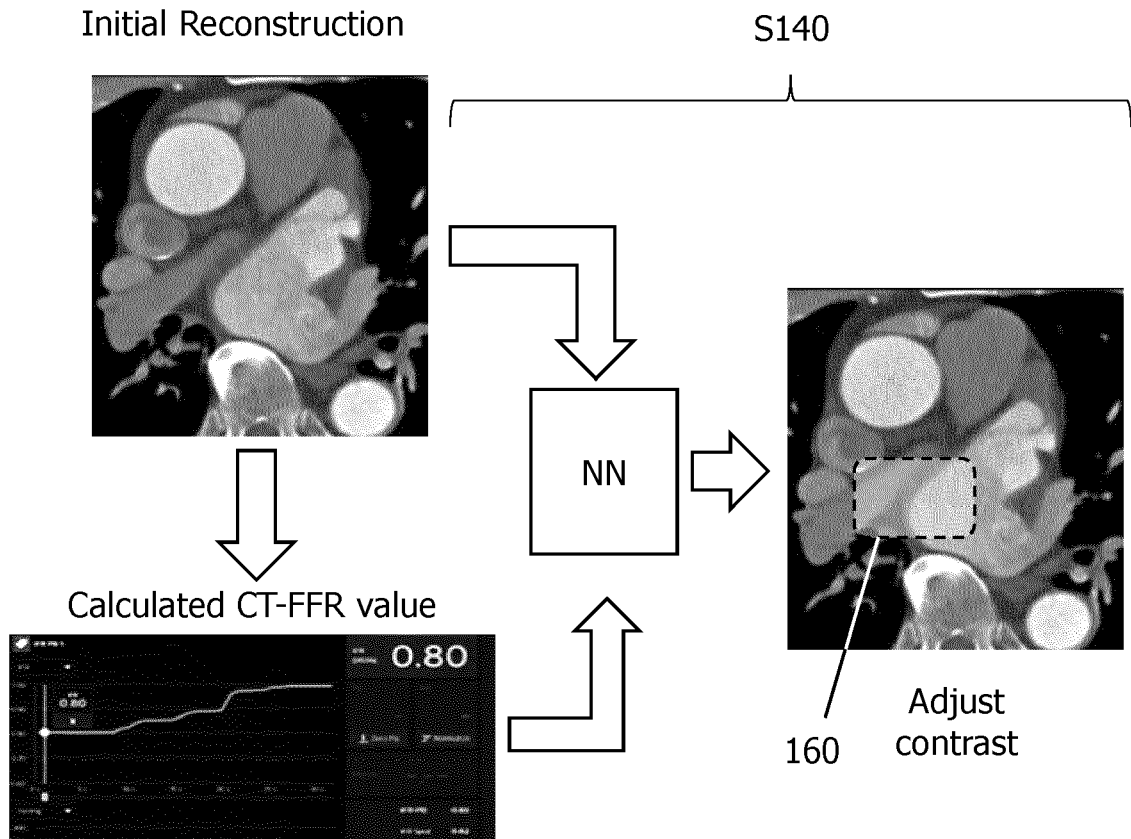 Initial Reconstruction
S140
NN
Calculated CT-FFR value
0.80
0.80
160
Adjust
contrast